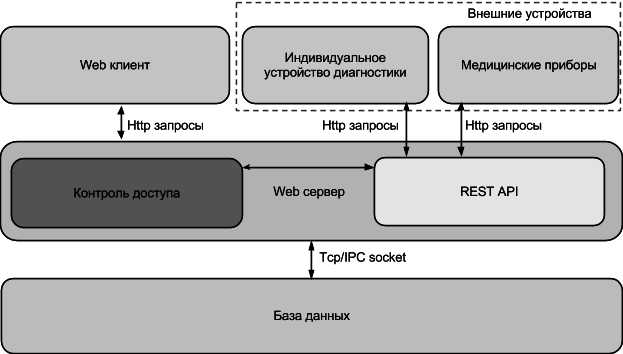 Внешние устройства
Web клиент
Индивидуальное
устройство диагностики
Медицинские приборы
Http запросы
Http запросы
Http запросы
Контроль доступа
Web сервер
REST API
Tcp/IPC socket
База данных